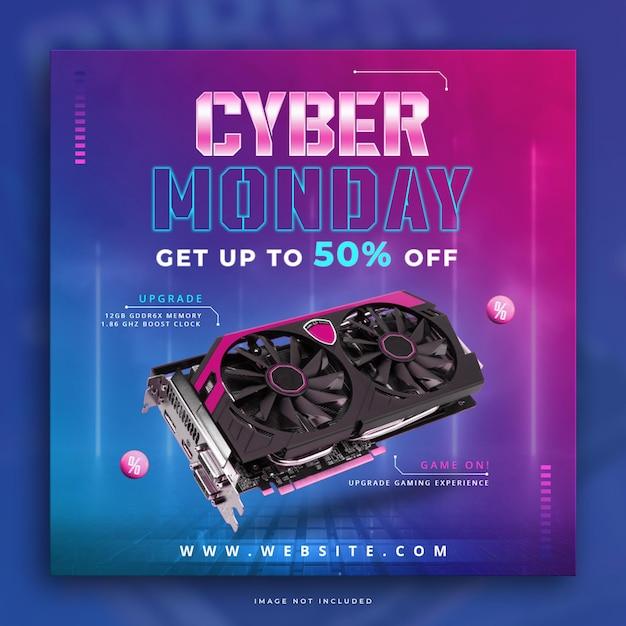 CYBER
MONDAY
GET UP TO 50% OFF
UPGRADE
12GB GDDR6X MEMORY
1.86 GHZ BOOST CLOCK
%
%
GAME ON!
UPGRADE GAMING EXPERIENCE
WWW.WEBSITE.COM
IMAGE NOT INCLUDED